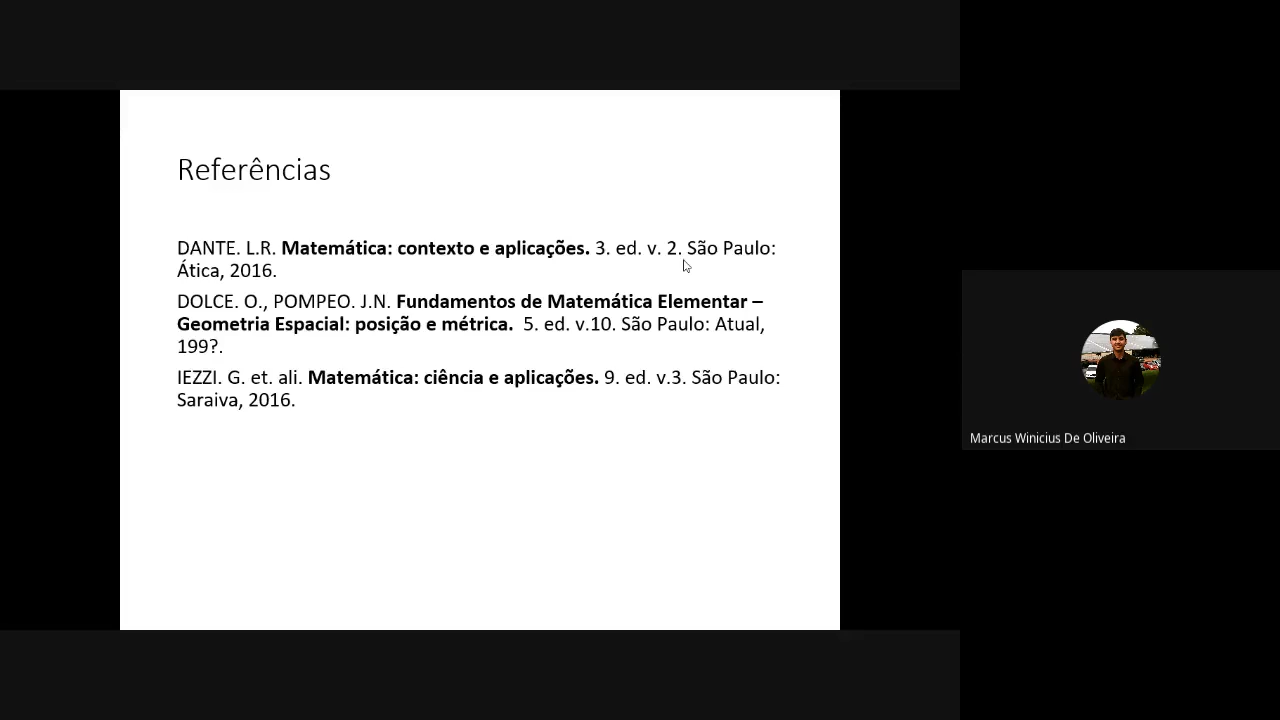 Referências
DANTE. L.R. Matemática: contexto e aplicações. 3. ed. v. 2. São Paulo:
Ática, 2016.
DOLCE. O., POMPEO. J.N. Fundamentos de Matemática Elementar –
Geometria Espacial: posição e métrica.  5. ed. v.10. São Paulo: Atual,
199?.
IEZZI. G. et. ali. Matemática: ciência e aplicações. 9. ed. v.3. São Paulo:
Saraiva, 2016.
Marcus Winicius De Oliveira